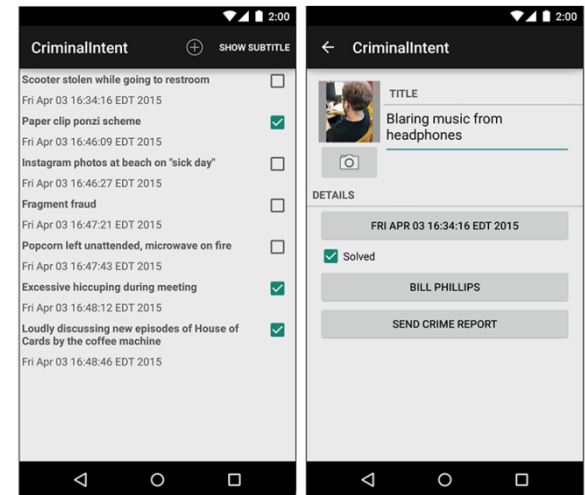 2:00
CriminalIntent
SHOW SUBTITLE
Scooter stolen while going to restroom
Fri Apr 03 16:34:16 EDT 2015
Paper clip ponzi scheme
Fri Apr 03 16:46:09 EDT 2015
Instagram photos at beach on "sick day"
Fri Apr 03 16:46:27 EDT 2015
Fragment fraud
Fri Apr 03 16:47:21 EDT 2015
Popcorn left unattended, microwave on fire
Fri Apr 03 16:47:43 EDT 2015
Excessive hiccuping during meeting
Fri Apr 03 16:48:12 EDT 2015
Loudly discussing new episodes of House of
Cards by the coffee machine
Fri Apr 03 16:48:46 EDT 2015
2:00
CriminalIntent
TITLE
Blaring music from
headphones
DETAILS
FRI APR 03 16:34:16 EDT 2015
Solved
BILL PHILLIPS
SEND CRIME REPORT